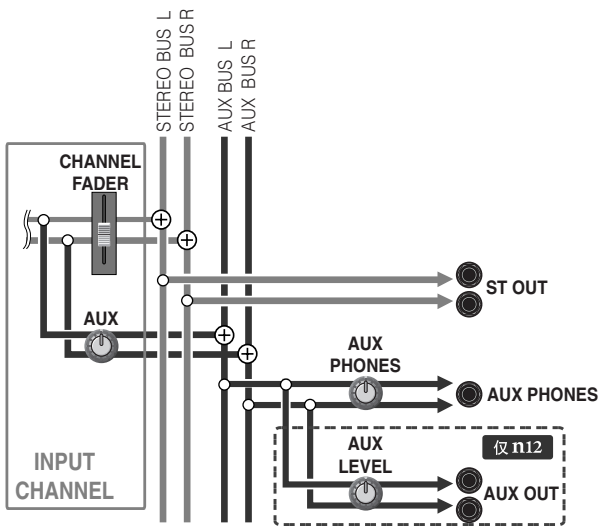 STEREO BUS L
STEREO BUS R
AUX BUS L
AUX BUS R
CHANNEL
FADER
ST OUT
AUX
AUX
PHONES
AUX PHONES
仅 n12
AUX
LEVEL
AUX OUT
INPUT
CHANNEL